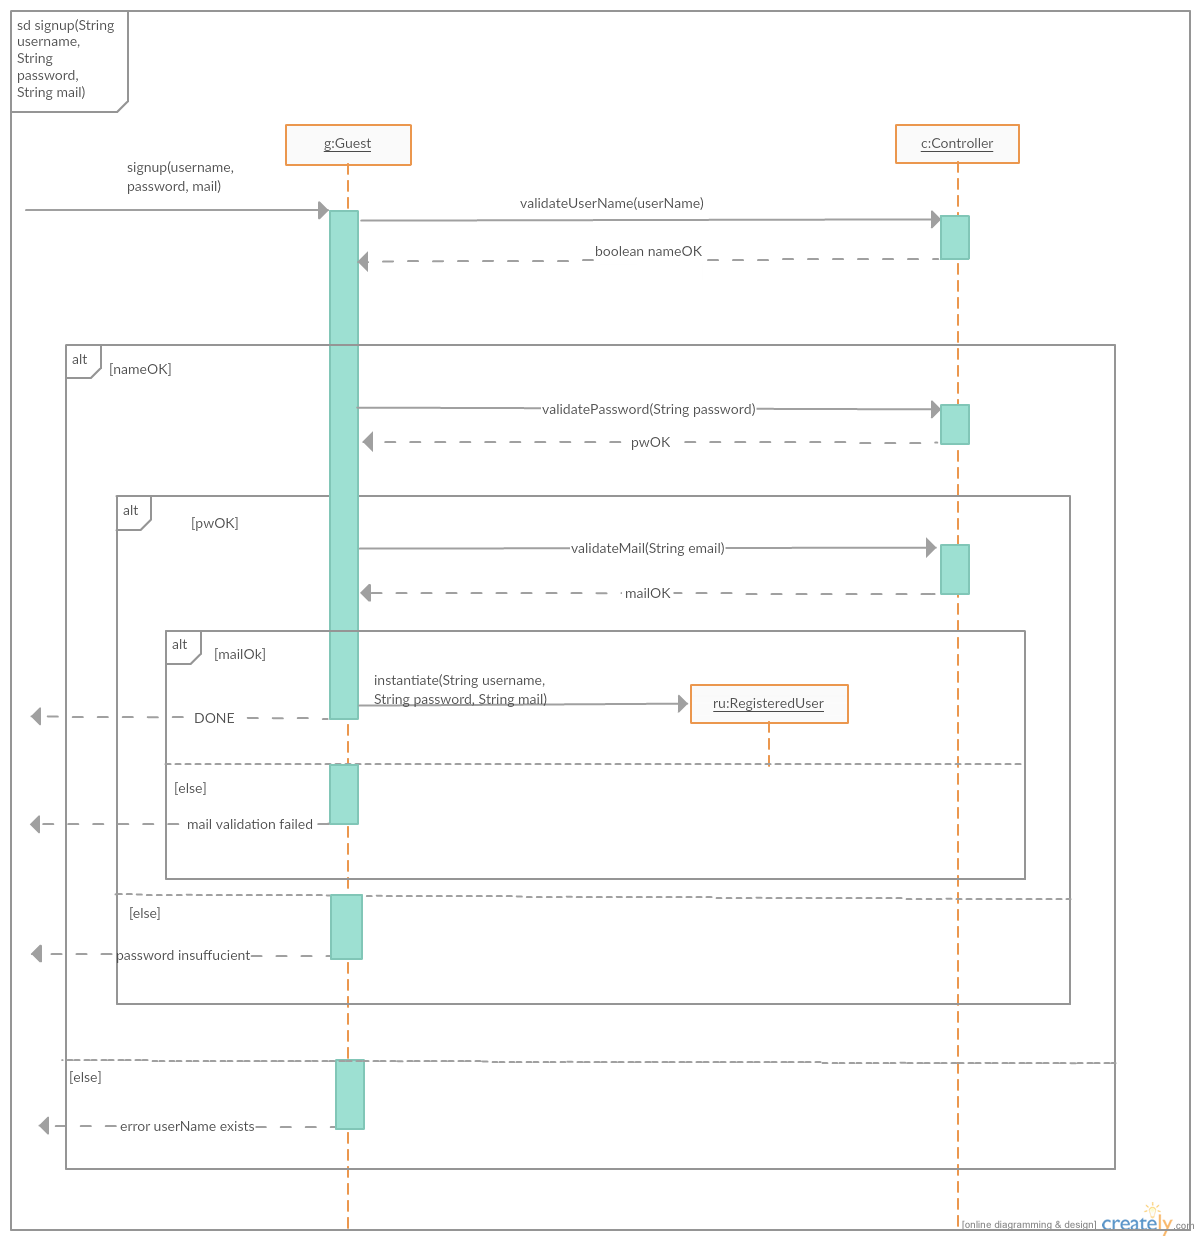 sd signup(String
username,
String
password,
String mail)
g:Guest
c:Controller
signup(username,
password, mail)
validateUserName(userName)
boolean nameOK
alt
[nameOK]
validatePassword(String password)
pwOK
alt
[pwOK]
validateMail(String email)
mailOK
alt
[mailOk]
instantiate(String username,
String password, String mail)
ru:RegisteredUser
DONE
[else]
mail validation failed
[else]
password insuffucient
[else]
error userName exists
[online diagramming & design] creately.com